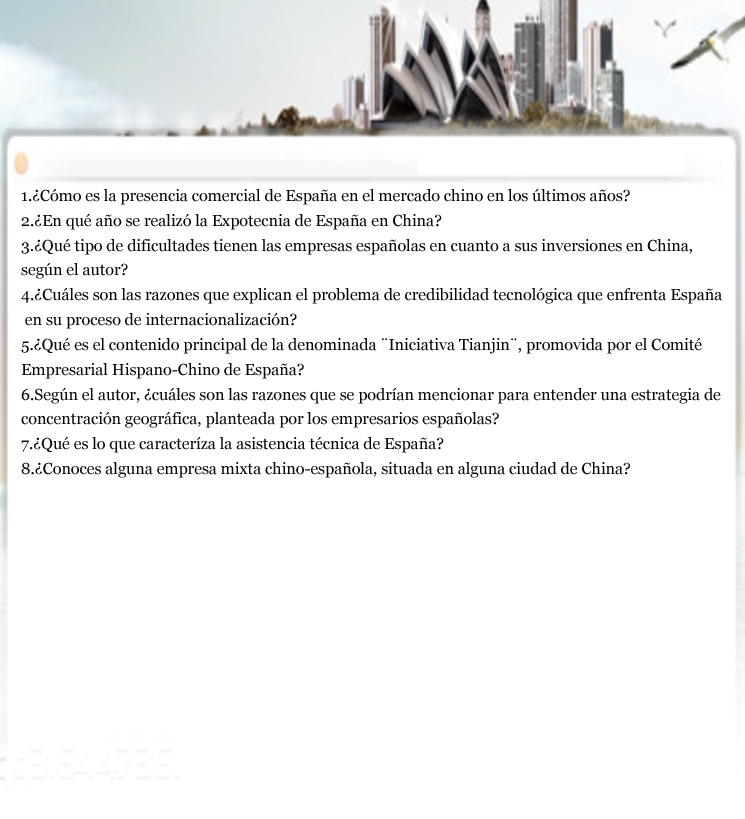 1.¿Cómo es la presencia comercial de España en el mercado chino en los últimos años?
2.¿En qué año se realizó la Expotecnia de España en China?
3.¿Qué tipo de dificultades tienen las empresas españolas en cuanto a sus inversiones en China,
según el autor?
4.¿Cuáles son las razones que explican el problema de credibilidad tecnológica que enfrenta España
en su proceso de internacionalización?
5.¿Qué es el contenido principal de la denominada ¨Iniciativa Tianjin¨, promovida por el Comité
Empresarial Hispano-Chino de España?
6.Según el autor, ¿cuáles son las razones que se podrían mencionar para entender una estrategia de
concentración geográfica, planteada por los empresarios españolas?
7.¿Qué es lo que caracteríza la asistencia técnica de España?
8.¿Conoces alguna empresa mixta chino-española, situada en alguna ciudad de China?